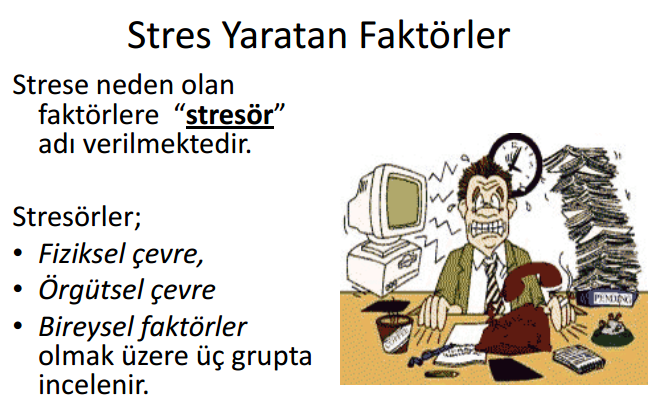 Stres Yaratan Faktörler
Strese neden olan
faktörlere “stresör”
adı verilmektedir.
Stresörler;
• Fiziksel çevre,
• Örgütsel çevre
• Bireysel faktörler
olmak üzere üç grupta
incelenir.
PENDING
COFFEE